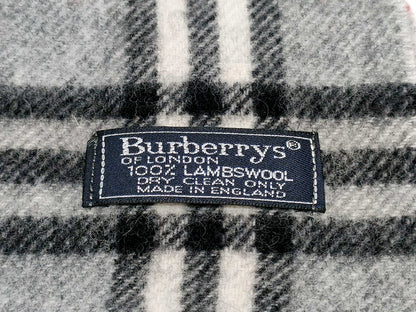 Burberrys®
OF LONDON
100% LAMBSWOOL
DRY CLEAN ONLY
MADE IN ENGLAND